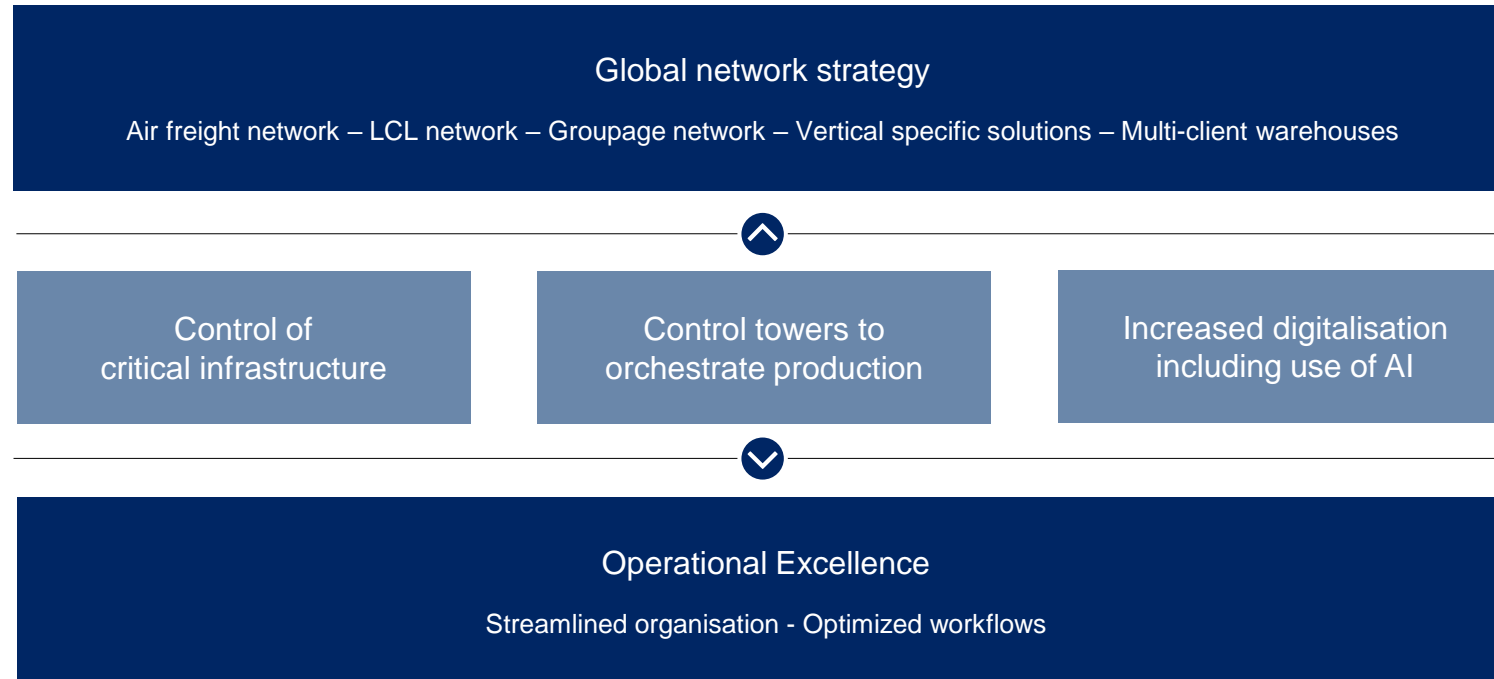 Global network strategy
Air freight network – LCL network – Groupage network – Vertical specific solutions – Multi-client warehouses
Control of
critical infrastructure
Control towers to
orchestrate production
Increased digitalisation
including use of AI
Operational Excellence
Streamlined organisation - Optimized workflows